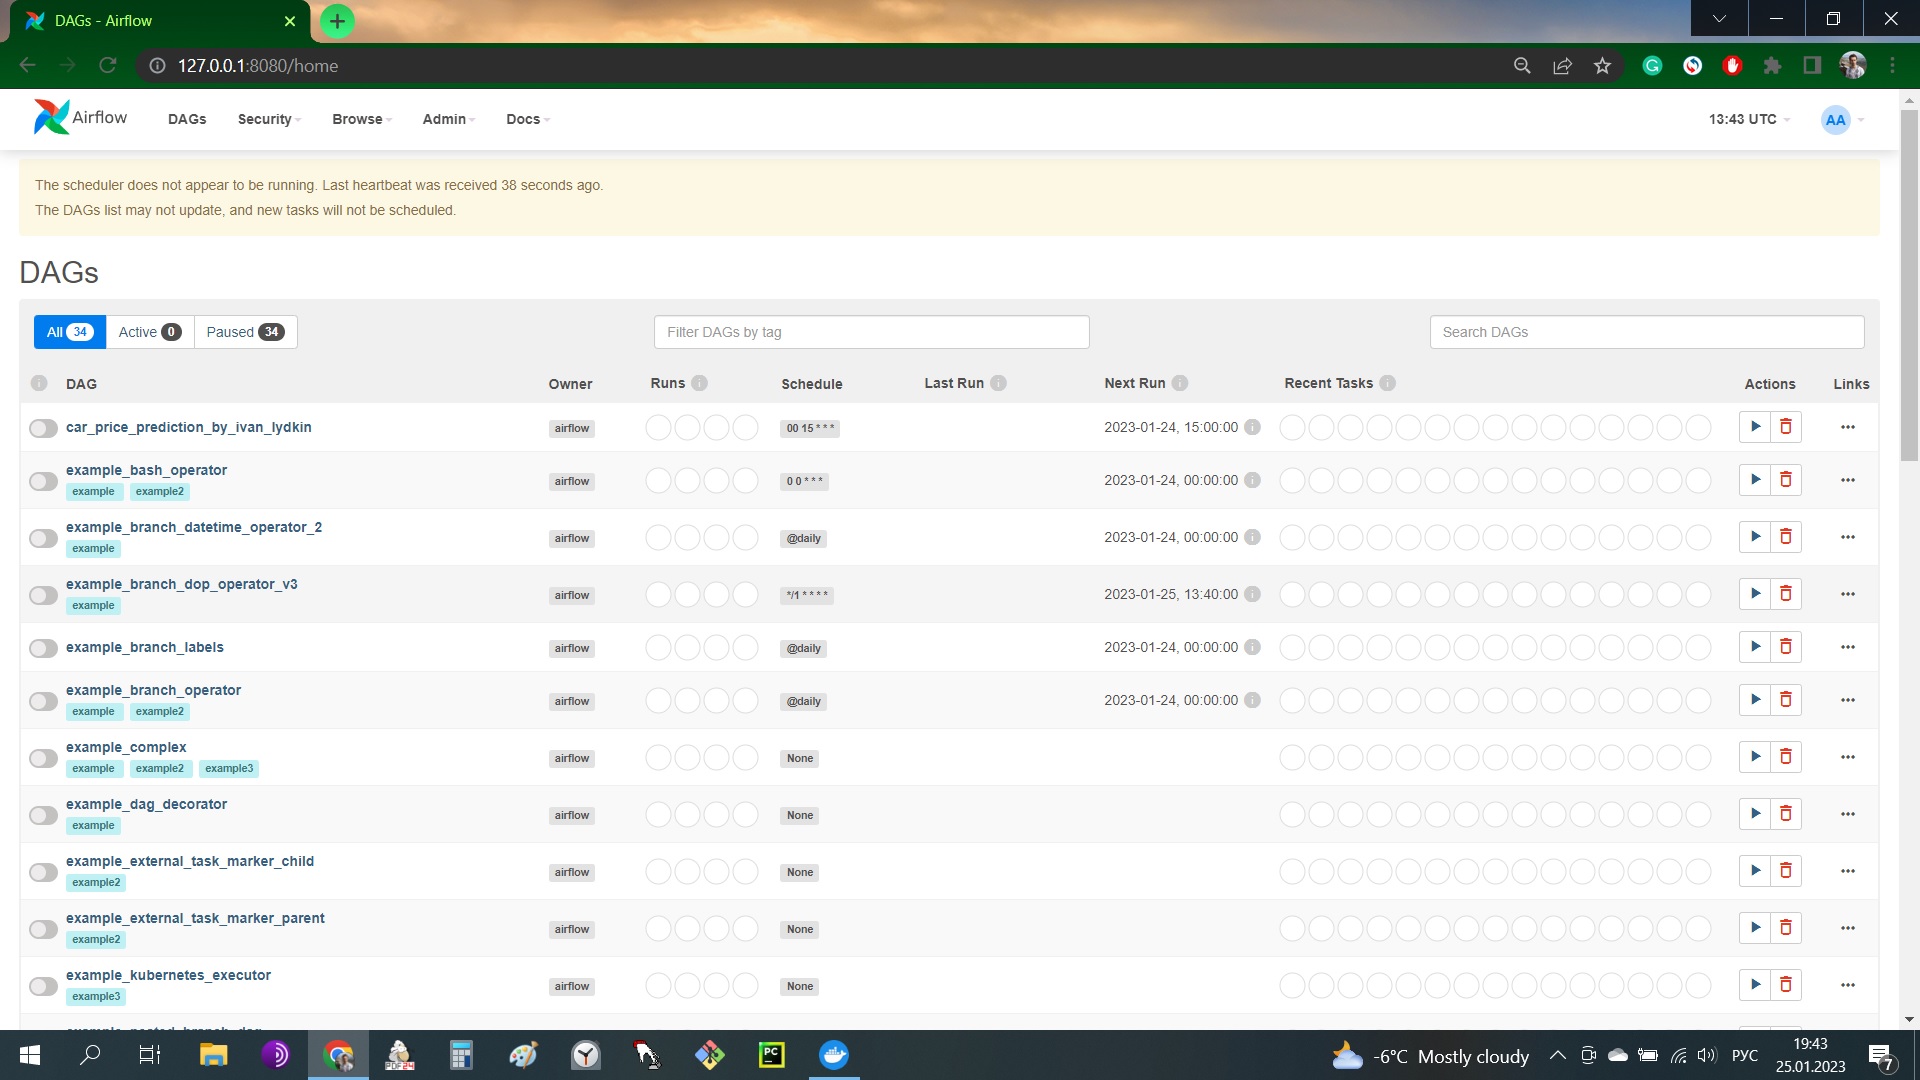 DAGs - Airflow
127.0.0.1:8080/home
Airflow DAGs Security Browse Admin Docs 13:43 UTC AA
The scheduler does not appear to be running. Last heartbeat was received 38 seconds ago.
The DAGs list may not update, and new tasks will not be scheduled.
DAGs
All 34 Active 0 Paused 34 Filter DAGs by tag Search DAGs
DAG Owner Runs Schedule Last Run Next Run Recent Tasks Actions Links
car_price_prediction_by_ivan_lydkin airflow 00 15 * * * 2023-01-24, 15:00:00
example_bash_operator airflow 0 0 * * * 2023-01-24, 00:00:00
example example2
example_branch_datetime_operator_2 airflow @daily 2023-01-24, 00:00:00
example
example_branch_dop_operator_v3 airflow */1 * * * * 2023-01-25, 13:40:00
example
example_branch_labels airflow @daily 2023-01-24, 00:00:00
example_branch_operator airflow @daily 2023-01-24, 00:00:00
example example2
example_complex airflow None
example example2 example3
example_dag_decorator airflow None
example
example_external_task_marker_child airflow None
example2
example_external_task_marker_parent airflow None
example2
example_kubernetes_executor airflow None
example3
PDF24 PC -6°C Mostly cloudy РУС 19:43
25.01.2023 7